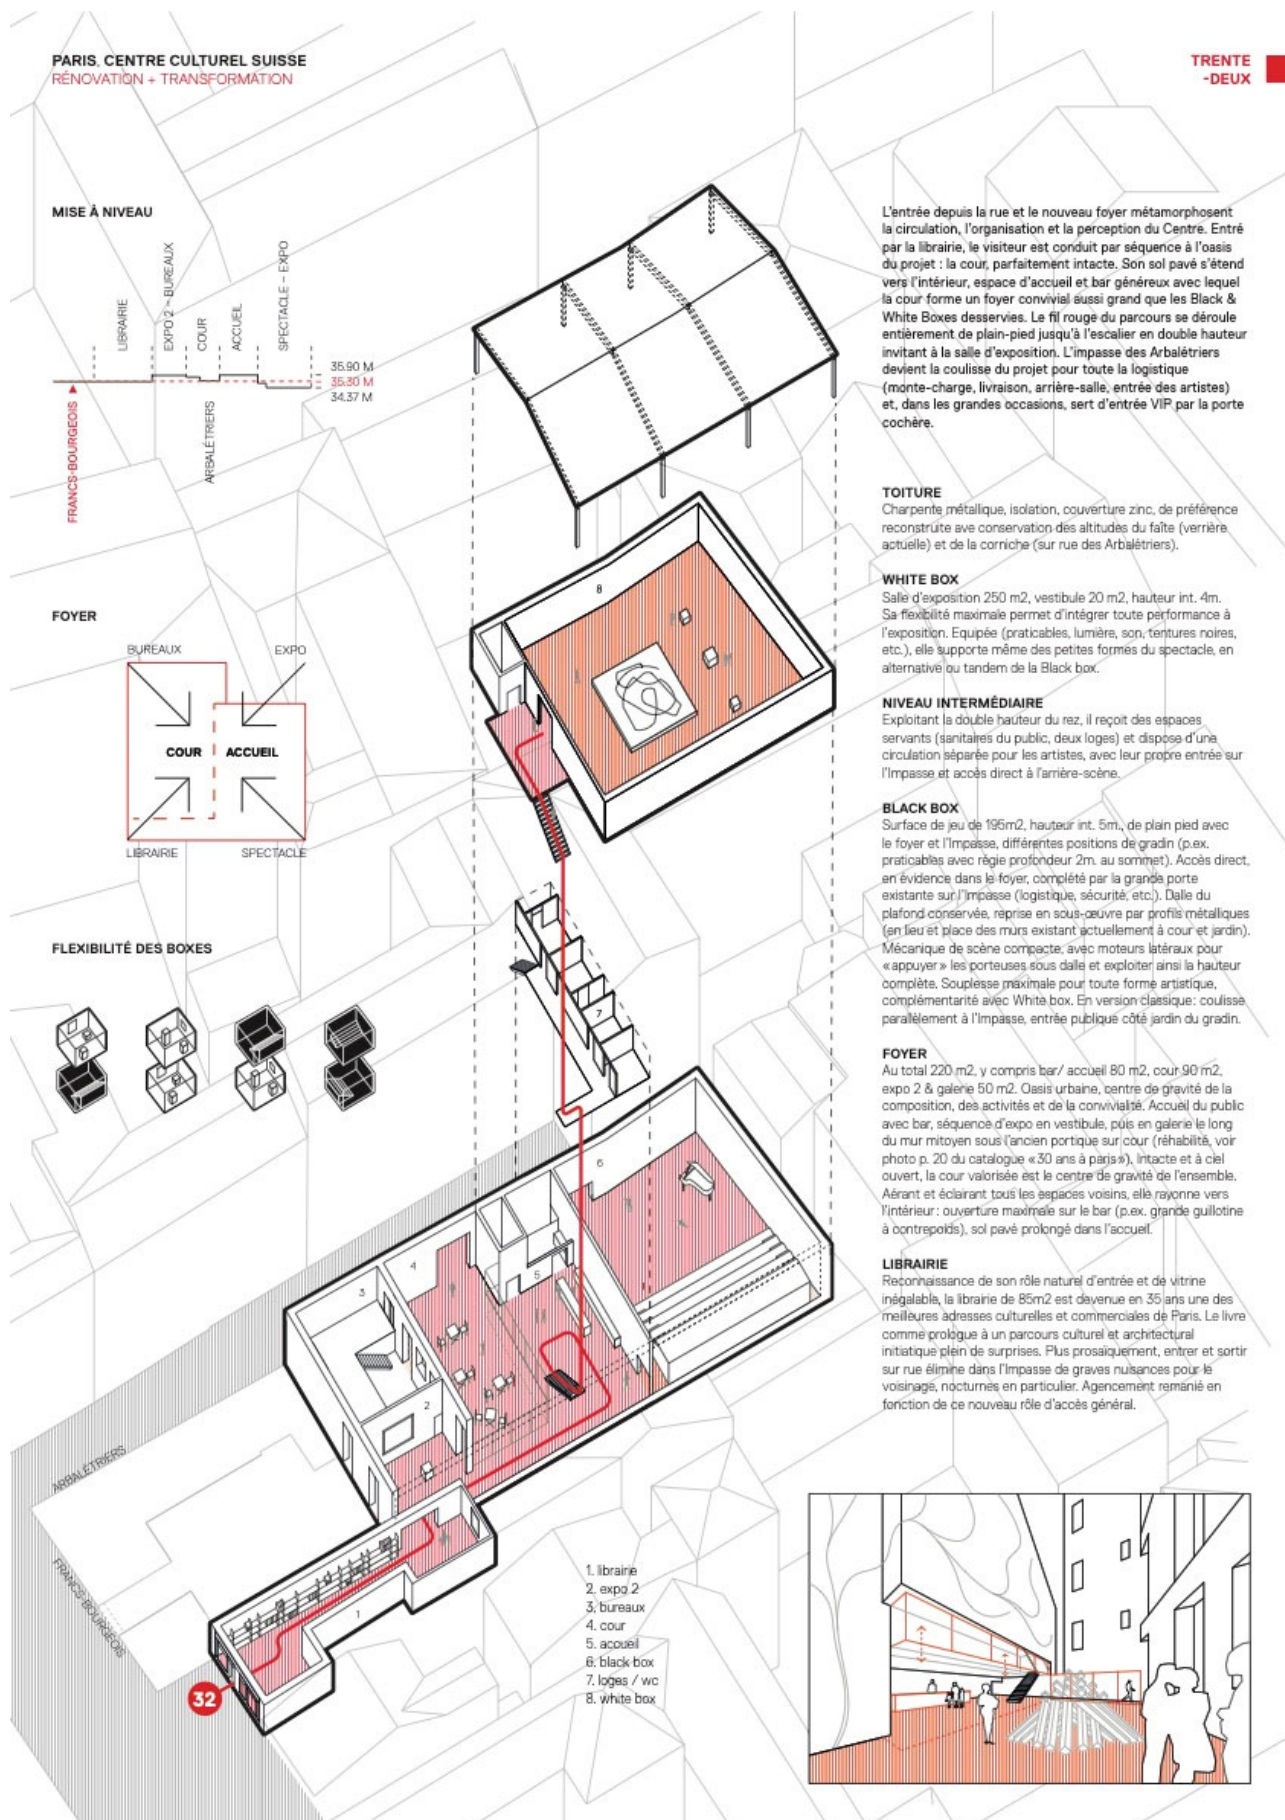 PARIS, CENTRE CULTUREL SUISSE
RÉNOVATION + TRANSFORMATION
TRENTE
-DEUX
MISE À NIVEAU
LIBRAIRIE
EXPO 2 – BUREAUX
COUR
ACCUEIL
SPECTACLE – EXPO
35.90 M
35.30 M
34.37 M
FRANCS-BOURGEOIS
ARBALÉTRIERS
FOYER
BUREAUX
EXPO
COUR
ACCUEIL
LIBRAIRIE
SPECTACLE
FLEXIBILITÉ DES BOXES
L'entrée depuis la rue et le nouveau foyer métamorphosent
la circulation, l'organisation et la perception du Centre. Entré
par la librairie, le visiteur est conduit par séquence à l'oasis
du projet : la cour, parfaitement intacte. Son sol pavé s'étend
vers l'intérieur, espace d'accueil et bar généreux avec lequel
la cour forme un foyer convivial aussi grand que les Black &
White Boxes desservies. Le fil rouge du parcours se déroule
entièrement de plain-pied jusqu'à l'escalier en double hauteur
invitant à la salle d'exposition. L'impasse des Arbalétriers
devient la coulisse du projet pour toute la logistique
(monte-charge, livraison, arrière-salle, entrée des artistes)
et, dans les grandes occasions, sert d'entrée VIP par la porte
cochère.
TOITURE
Charpente métallique, isolation, couverture zinc, de préférence
reconstruite ave conservation des altitudes du faîte (verrière
actuelle) et de la corniche (sur rue des Arbalétriers).
WHITE BOX
Salle d'exposition 250 m2, vestibule 20 m2, hauteur int. 4m.
Sa flexibilité maximale permet d'intégrer toute performance à
l'exposition. Equipée (praticables, lumière, son, tentures noires,
etc.), elle supporte même des petites formes du spectacle, en
alternative ou tandem de la Black box.
NIVEAU INTERMÉDIAIRE
Exploitant la double hauteur du rez, il reçoit des espaces
servants (sanitaires du public, deux loges) et dispose d'une
circulation séparée pour les artistes, avec leur propre entrée sur
l'Impasse et accès direct à l'arrière-scène.
BLACK BOX
Surface de jeu de 195m2, hauteur int. 5m., de plain pied avec
le foyer et l'Impasse, différentes positions de gradin (p.ex.
praticables avec régie profondeur 2m. au sommet). Accès direct,
en évidence dans le foyer, complété par la grande porte
existante sur l'Impasse (logistique, sécurité, etc.). Dalle du
plafond conservée, reprise en sous-œuvre par profils métalliques
(en lieu et place des murs existant actuellement à cour et jardin).
Mécanique de scène compacte, avec moteurs latéraux pour
«appuyer» les porteuses sous dalle et exploiter ainsi la hauteur
complète. Souplesse maximale pour toute forme artistique,
complémentarité avec White box. En version classique: coulisse
parallèlement à l'Impasse, entrée publique côté jardin du gradin.
FOYER
Au total 220 m2, y compris bar/ accueil 80 m2, cour 90 m2,
expo 2 & galerie 50 m2. Oasis urbaine, centre de gravité de la
composition, des activités et de la convivialité. Accueil du public
avec bar, séquence d'expo en vestibule, puis en galerie le long
du mur mitoyen sous l'ancien portique sur cour (réhabilité, voir
photo p. 20 du catalogue «30 ans à paris»). Intacte et à ciel
ouvert, la cour valorisée est le centre de gravité de l'ensemble.
Aérant et éclairant tous les espaces voisins, elle rayonne vers
l'intérieur: ouverture maximale sur le bar (p.ex. grande guillotine
à contrepoids), sol pavé prolongé dans l'accueil.
LIBRAIRIE
Reconnaissance de son rôle naturel d'entrée et de vitrine
inégalable, la librairie de 85m2 est devenue en 35 ans une des
meilleures adresses culturelles et commerciales de Paris. Le livre
comme prologue à un parcours culturel et architectural
initiatique plein de surprises. Plus prosaïquement, entrer et sortir
sur rue élimine dans l'Impasse de graves nuisances pour le
voisinage, nocturnes en particulier. Agencement remanié en
fonction de ce nouveau rôle d'accès général.
8
7
6
5
4
3
2
1
ARBALÉTRIERS
FRANCS-BOURGEOIS
32
1. librairie
2. expo 2
3. bureaux
4. cour
5. accueil
6. black box
7. loges / wc
8. white box